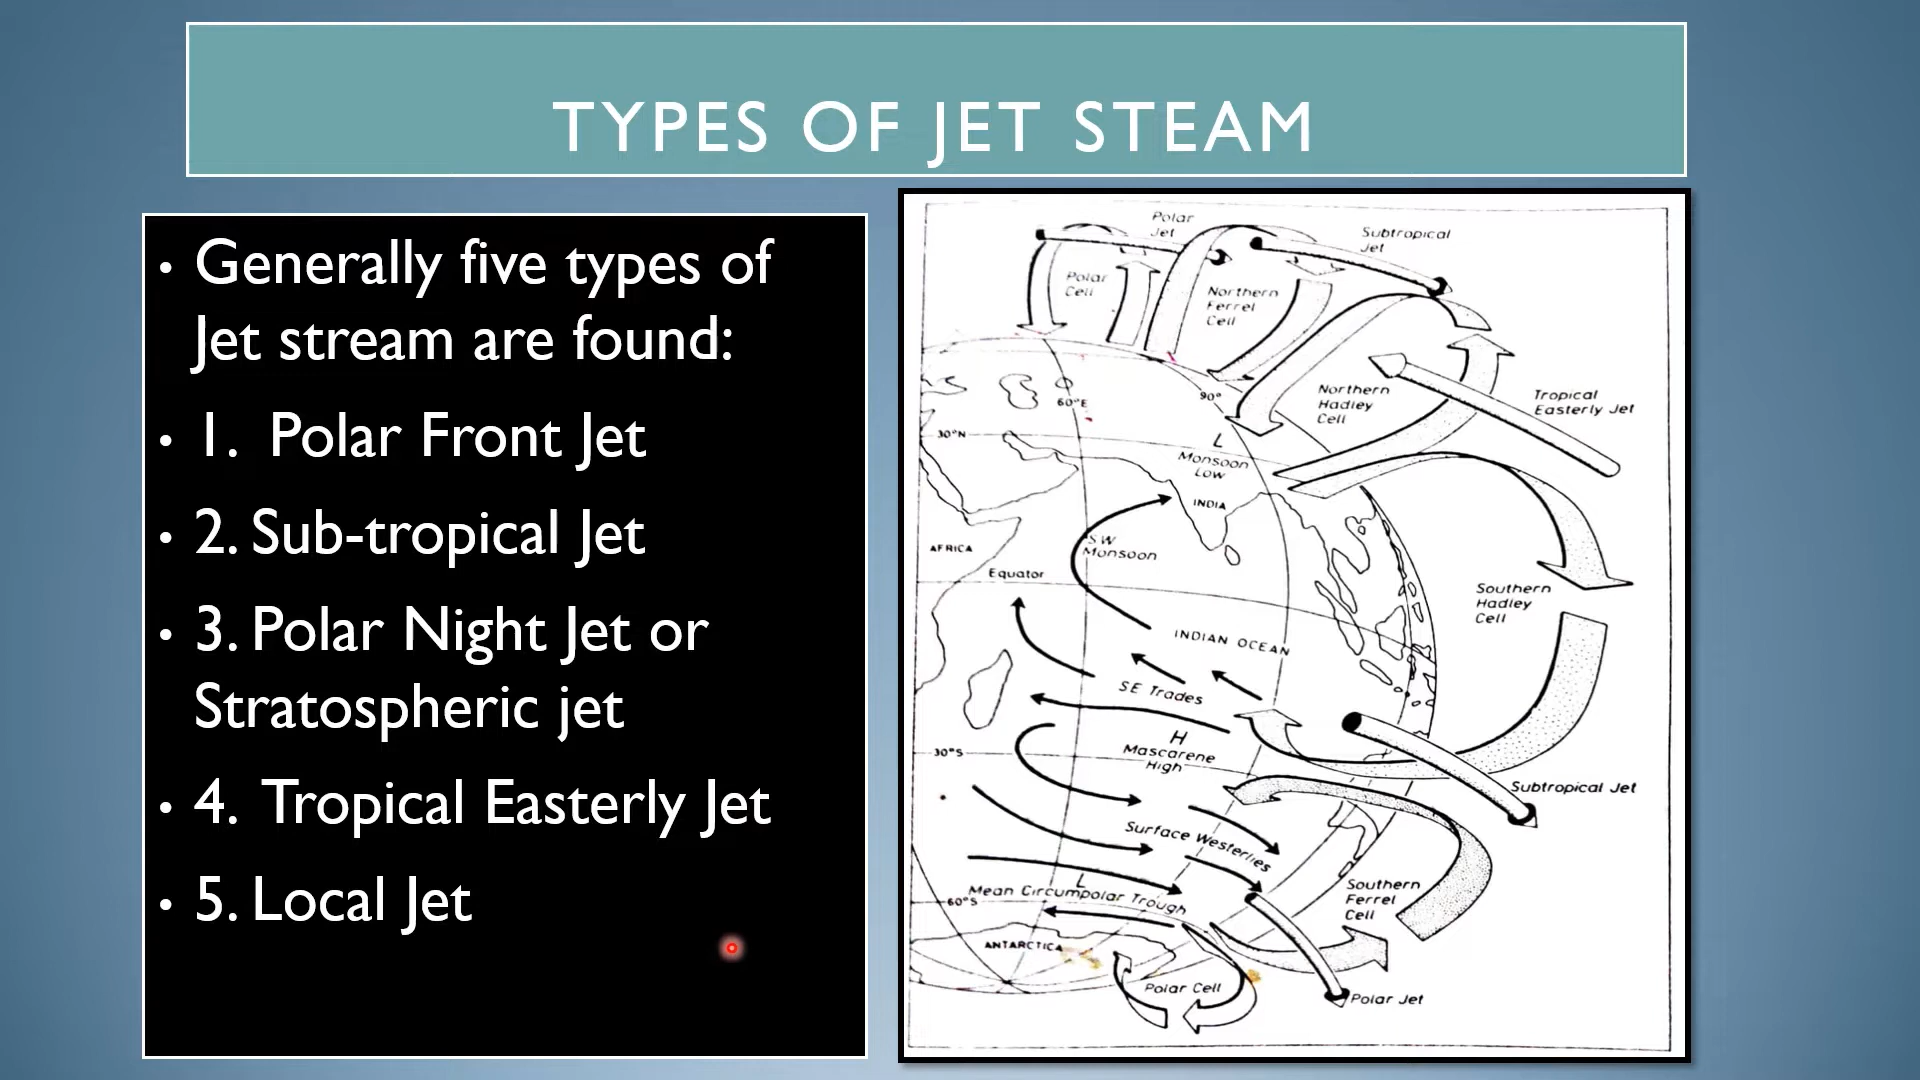 TYPES OF JET STEAM
• Generally five types of
Jet stream are found:
• 1. Polar Front Jet
• 2. Sub-tropical Jet
• 3. Polar Night Jet or
Stratospheric jet
• 4. Tropical Easterly Jet
• 5. Local Jet
Polar
Jet
Subtropical
Jet
Polar
Cell
Northern
Ferrel
Cell
Northern
Hadley
Cell
Tropical
Easterly Jet
60°E
90°
30°N
L
Monsoon
Low
INDIA
SW
Monsoon
AFRICA
Equator
Southern
Hadley
Cell
INDIAN OCEAN
SE Trades
H
Mascarene
High
30°S
Subtropical Jet
Surface Westerlies
L
Mean Circumpolar Trough
60°S
Southern
Ferrel
Cell
ANTARCTICA
Polar Cell
Polar Jet